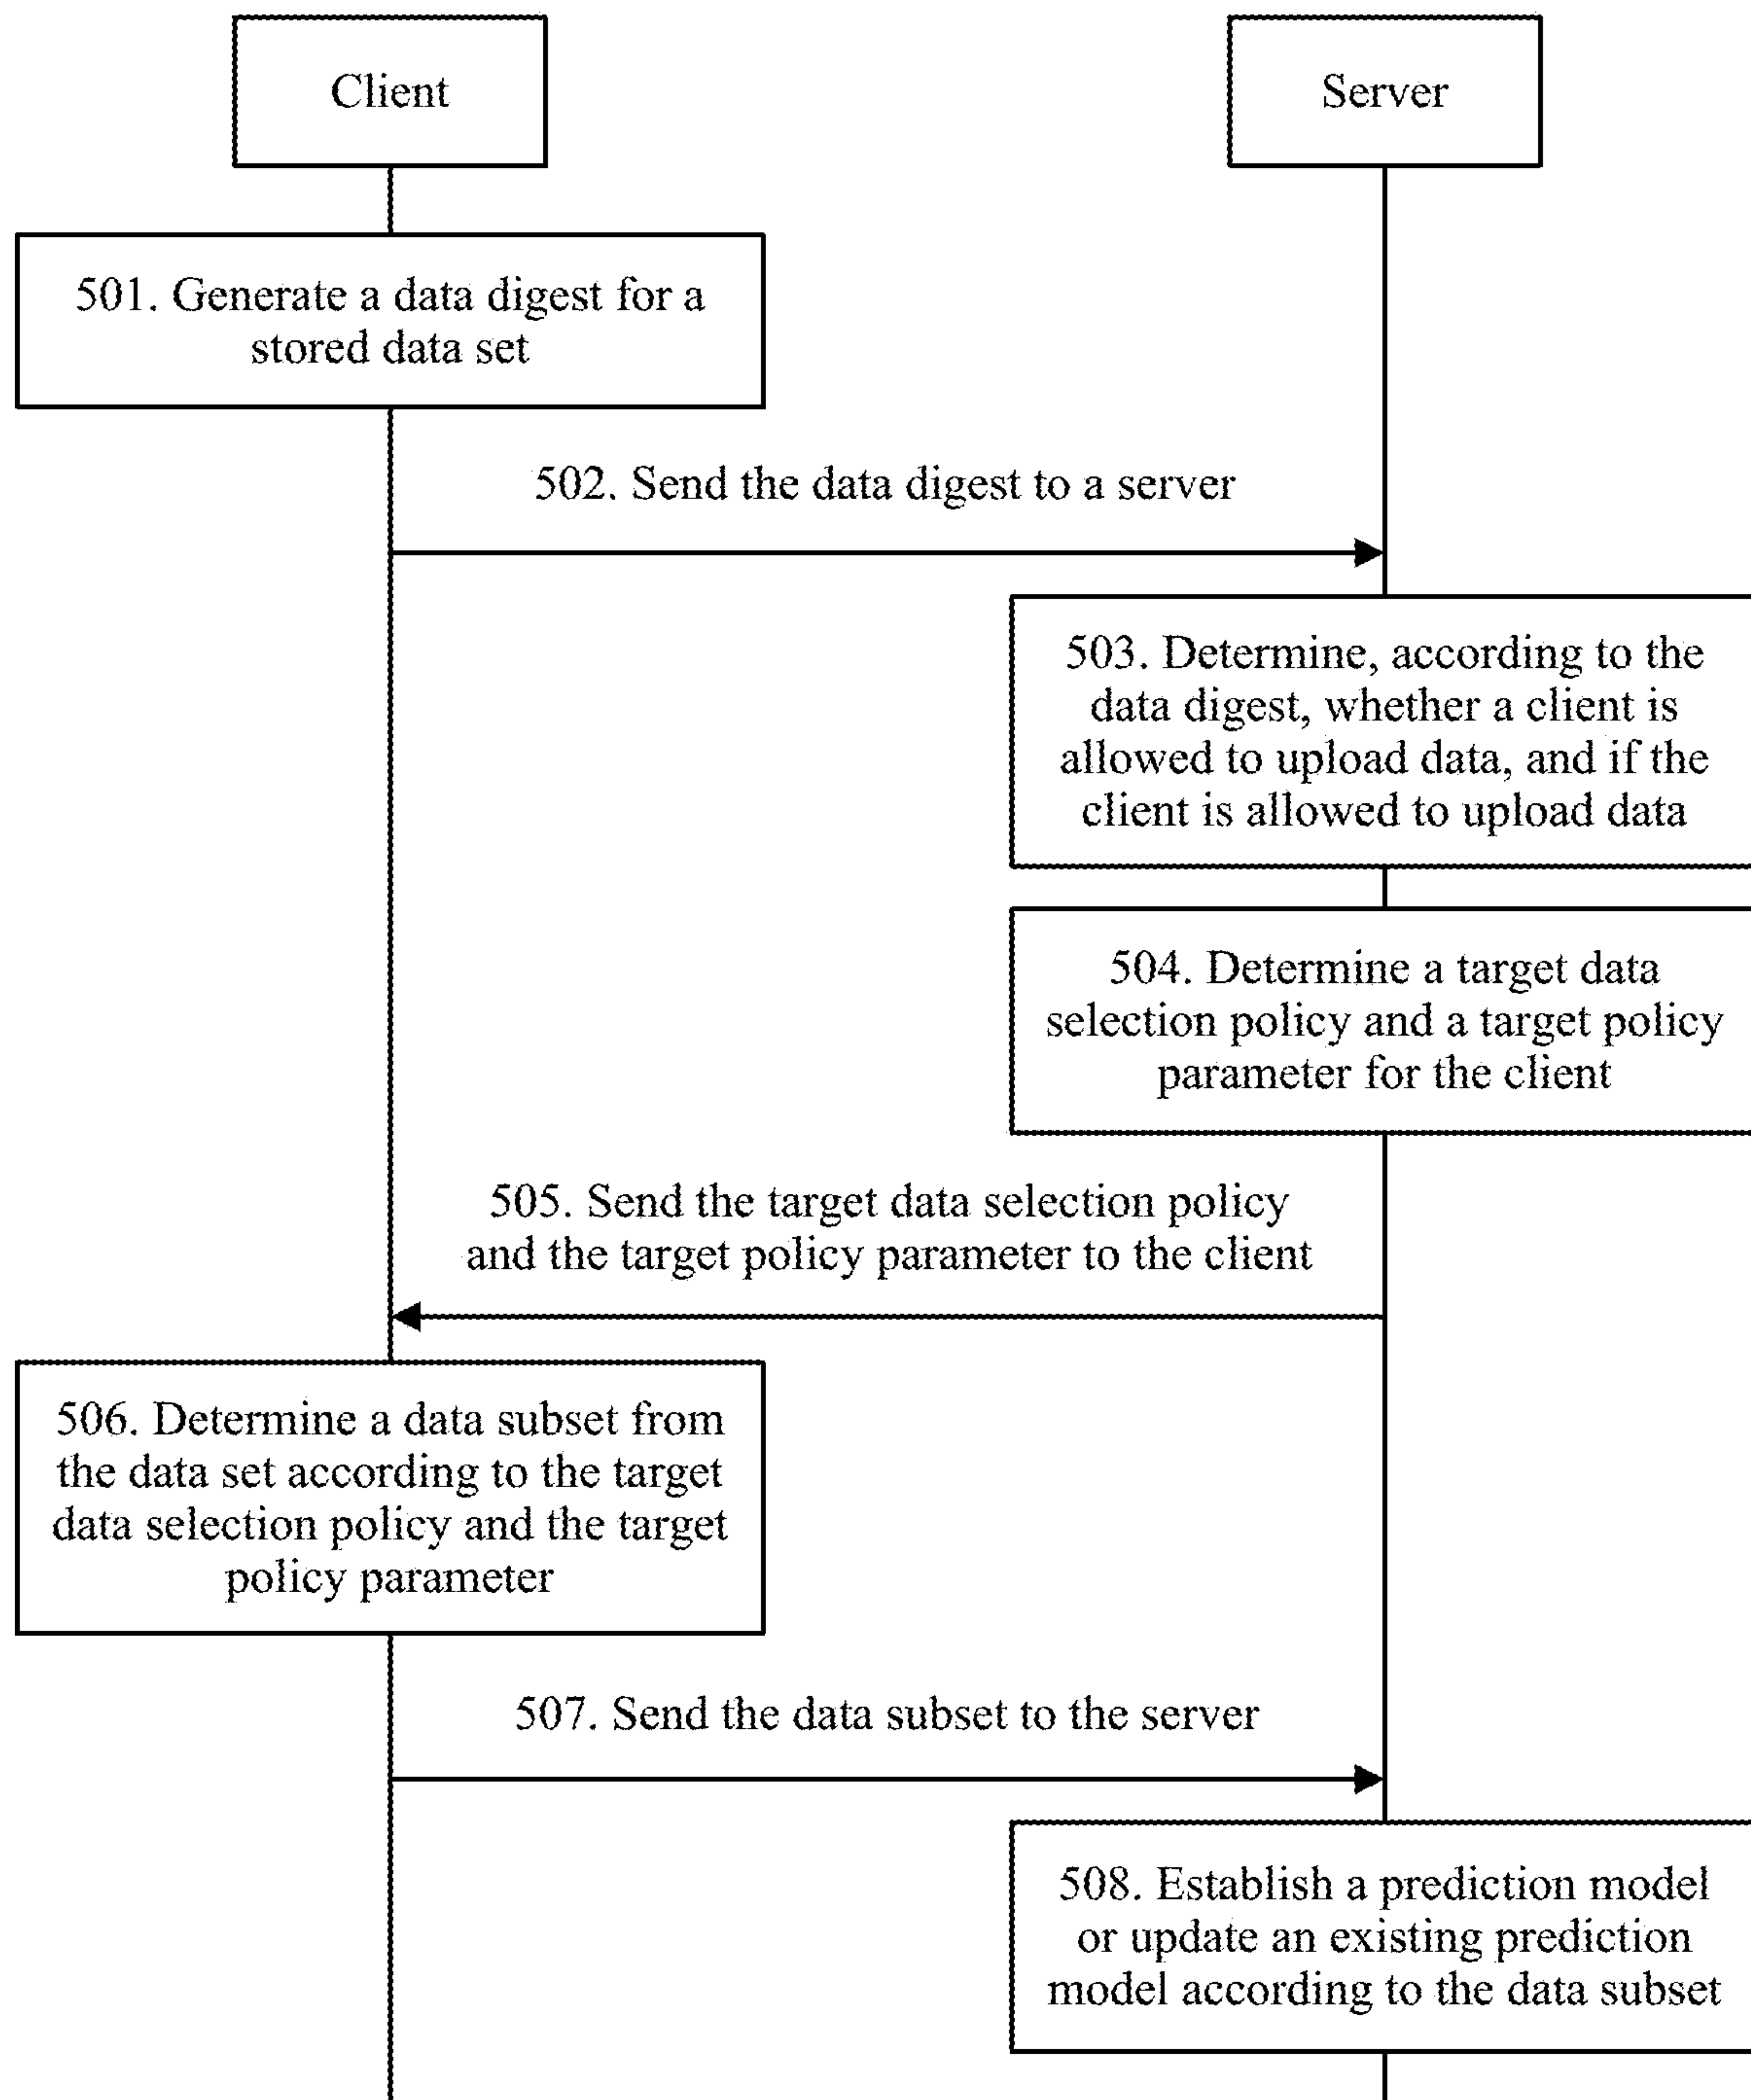 Client
Server
501. Generate a data digest for a
stored data set
502. Send the data digest to a server
503. Determine, according to the
data digest, whether a client is
allowed to upload data, and if the
client is allowed to upload data
504. Determine a target data
selection policy and a target policy
parameter for the client
505. Send the target data selection policy
and the target policy parameter to the client
506. Determine a data subset from
the data set according to the target
data selection policy and the target
policy parameter
507. Send the data subset to the server
508. Establish a prediction model
or update an existing prediction
model according to the data subset